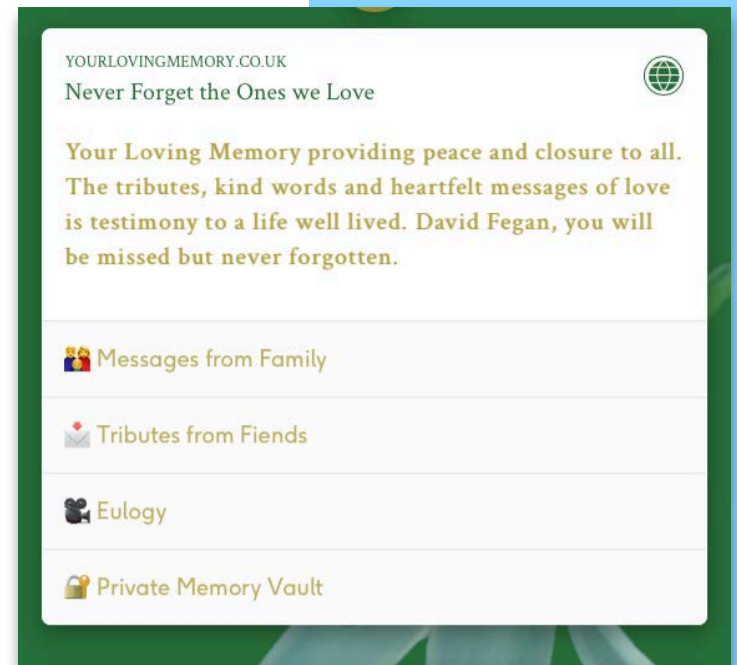 YOURLOVINGMEMORY.CO.UK
Never Forget the Ones we Love
Your Loving Memory providing peace and closure to all.
The tributes, kind words and heartfelt messages of love
is testimony to a life well lived. David Fegan, you will
be missed but never forgotten.
Messages from Family
Tributes from Fiends
Eulogy
Private Memory Vault